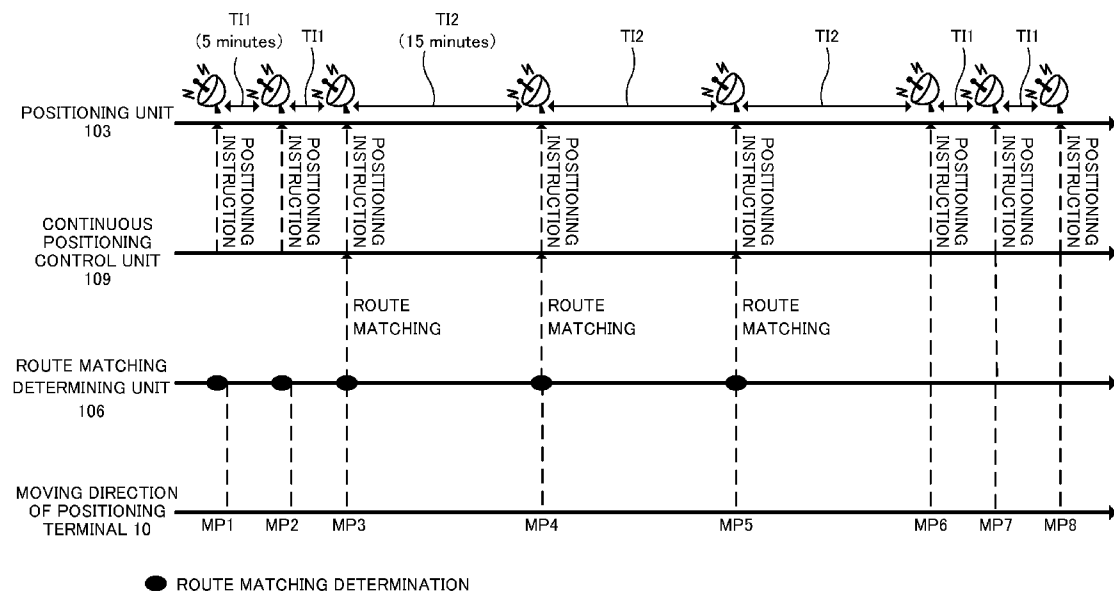 TI1
(5 minutes)
TI1
TI2
(15 minutes)
TI2
TI2
TI1
TI1
POSITIONING UNIT
103
POSITIONING
INSTRUCTION
POSITIONING
INSTRUCTION
POSITIONING
INSTRUCTION
POSITIONING
INSTRUCTION
POSITIONING
INSTRUCTION
POSITIONING
INSTRUCTION
POSITIONING
INSTRUCTION
POSITIONING
INSTRUCTION
CONTINUOUS
POSITIONING
CONTROL UNIT
109
ROUTE
MATCHING
ROUTE
MATCHING
ROUTE
MATCHING
ROUTE MATCHING
DETERMINING UNIT
106
MOVING DIRECTION
OF POSITIONING
TERMINAL 10
MP1
MP2
MP3
MP4
MP5
MP6
MP7
MP8
ROUTE MATCHING DETERMINATION